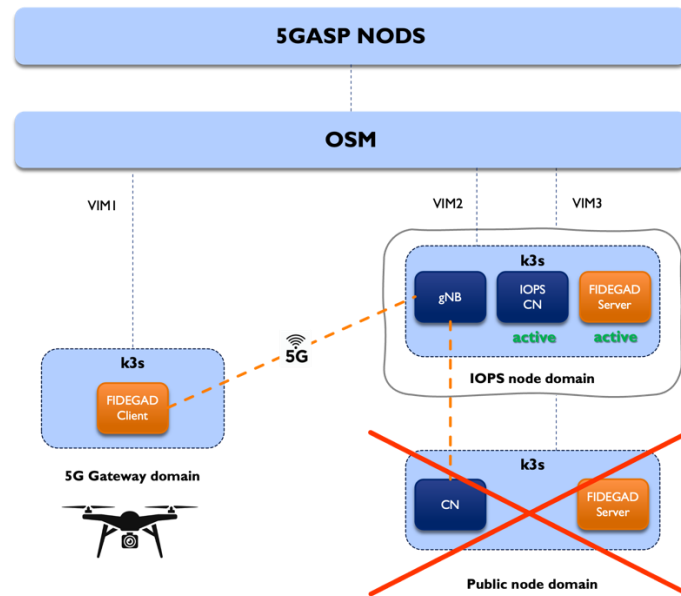 5GASP NODS
OSM
VIM1
VIM2
VIM3
k3s
gNB
IOPS
CN
FIDEGAD
Server
active
active
IOPS node domain
5G
k3s
FIDEGAD
Client
5G Gateway domain
k3s
CN
FIDEGAD
Server
Public node domain